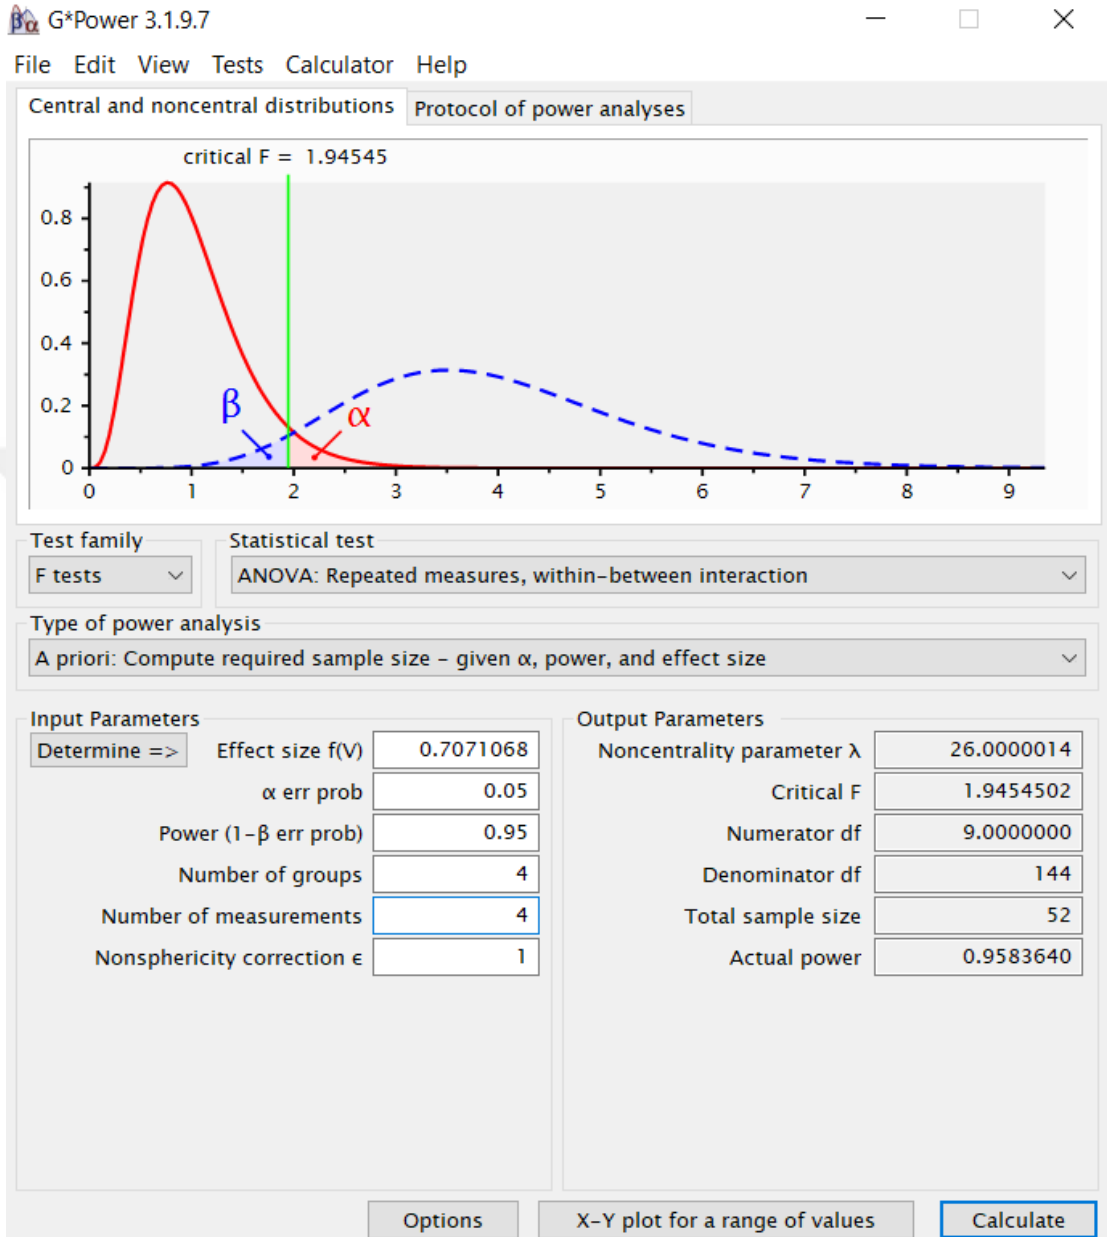 G*Power 3.1.9.7
File Edit View Tests Calculator Help
Central and noncentral distributions Protocol of power analyses
critical F = 1.94545
0.8
0.6
0.4
0.2
0
β
α
0 1 2 3 4 5 6 7 8 9
Test family Statistical test
F tests ANOVA: Repeated measures, within-between interaction
Type of power analysis
A priori: Compute required sample size - given α, power, and effect size
Input Parameters Output Parameters
Determine => Effect size f(V) 0.7071068 Noncentrality parameter λ 26.0000014
α err prob 0.05 Critical F 1.9454502
Power (1-β err prob) 0.95 Numerator df 9.0000000
Number of groups 4 Denominator df 144
Number of measurements 4 Total sample size 52
Nonsphericity correction ϵ 1 Actual power 0.9583640
Options X-Y plot for a range of values Calculate